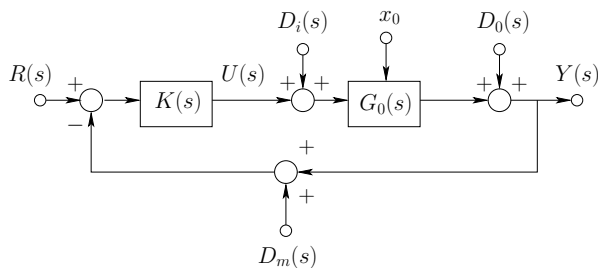 D_i(s) x_0 D_0(s)
R(s) + U(s) + + + Y(s)
K(s) G_0(s)
−
+
+
D_m(s)